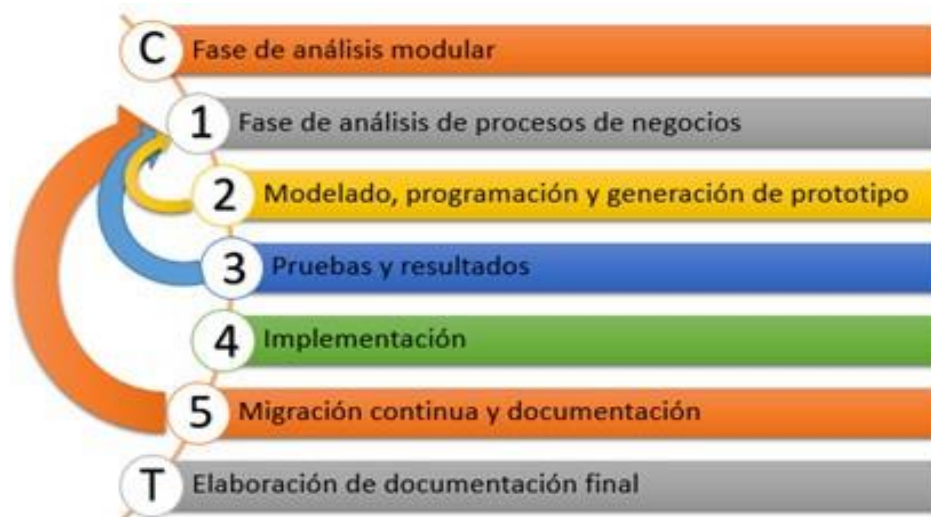 C Fase de análisis modular
1 Fase de análisis de procesos de negocios
2 Modelado, programación y generación de prototipo
3 Pruebas y resultados
4 Implementación
5 Migración continua y documentación
T Elaboración de documentación final